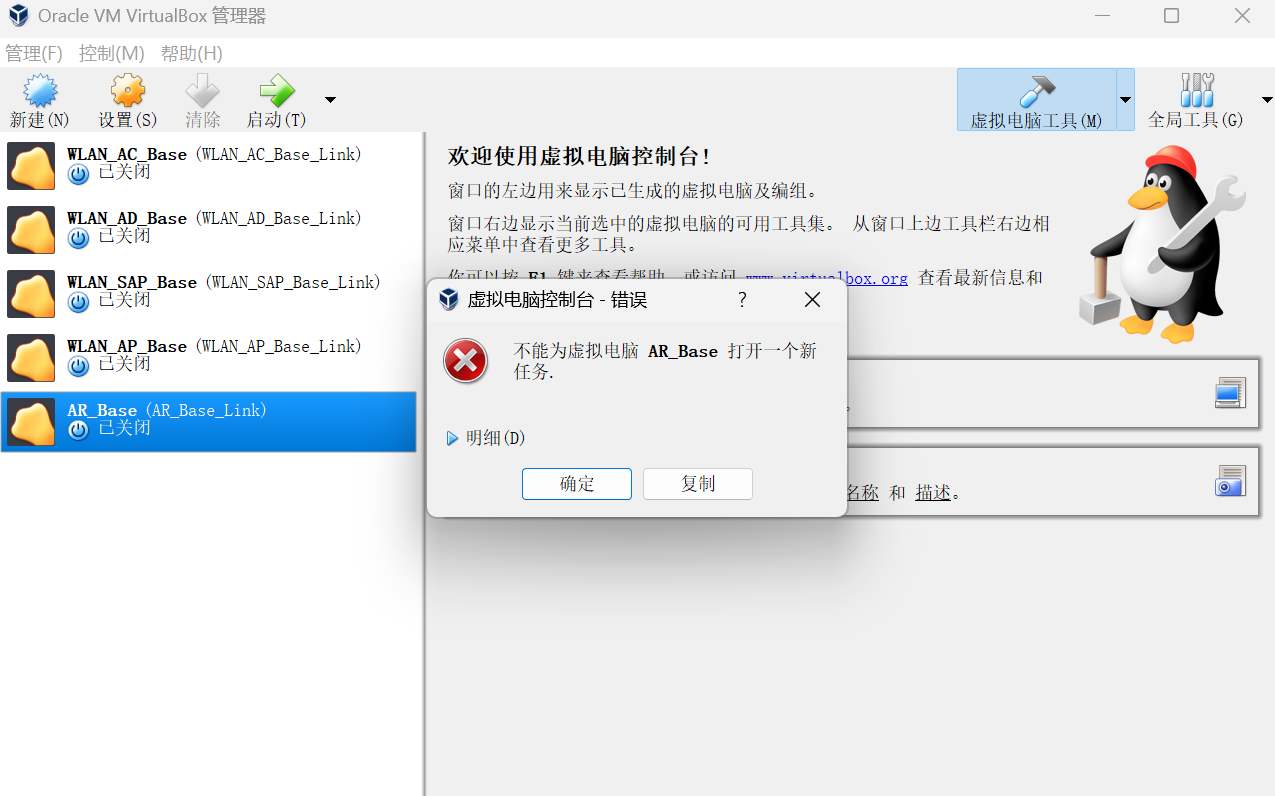 Oracle VM VirtualBox 管理器
管理(F) 控制(M) 帮助(H)
新建(N) 设置(S) 清除 启动(T) 虚拟电脑工具(M) 全局工具(G)
WLAN_AC_Base (WLAN_AC_Base_Link)
已关闭
WLAN_AD_Base (WLAN_AD_Base_Link)
已关闭
WLAN_SAP_Base (WLAN_SAP_Base_Link)
已关闭
WLAN_AP_Base (WLAN_AP_Base_Link)
已关闭
AR_Base (AR_Base_Link)
已关闭
欢迎使用虚拟电脑控制台!
窗口的左边用来显示已生成的虚拟电脑及编组。
窗口右边显示当前选中的虚拟电脑的可用工具集。 从窗口上边工具栏右边相
应菜单中查看更多工具。
你可以按 F1 键来查看帮助, 或访问 www.virtualbox.org 查看最新信息和
虚拟电脑控制台 - 错误 ?
不能为虚拟电脑 AR_Base 打开一个新
任务.
明细(D)
确定 复制
。
名称 和 描述。